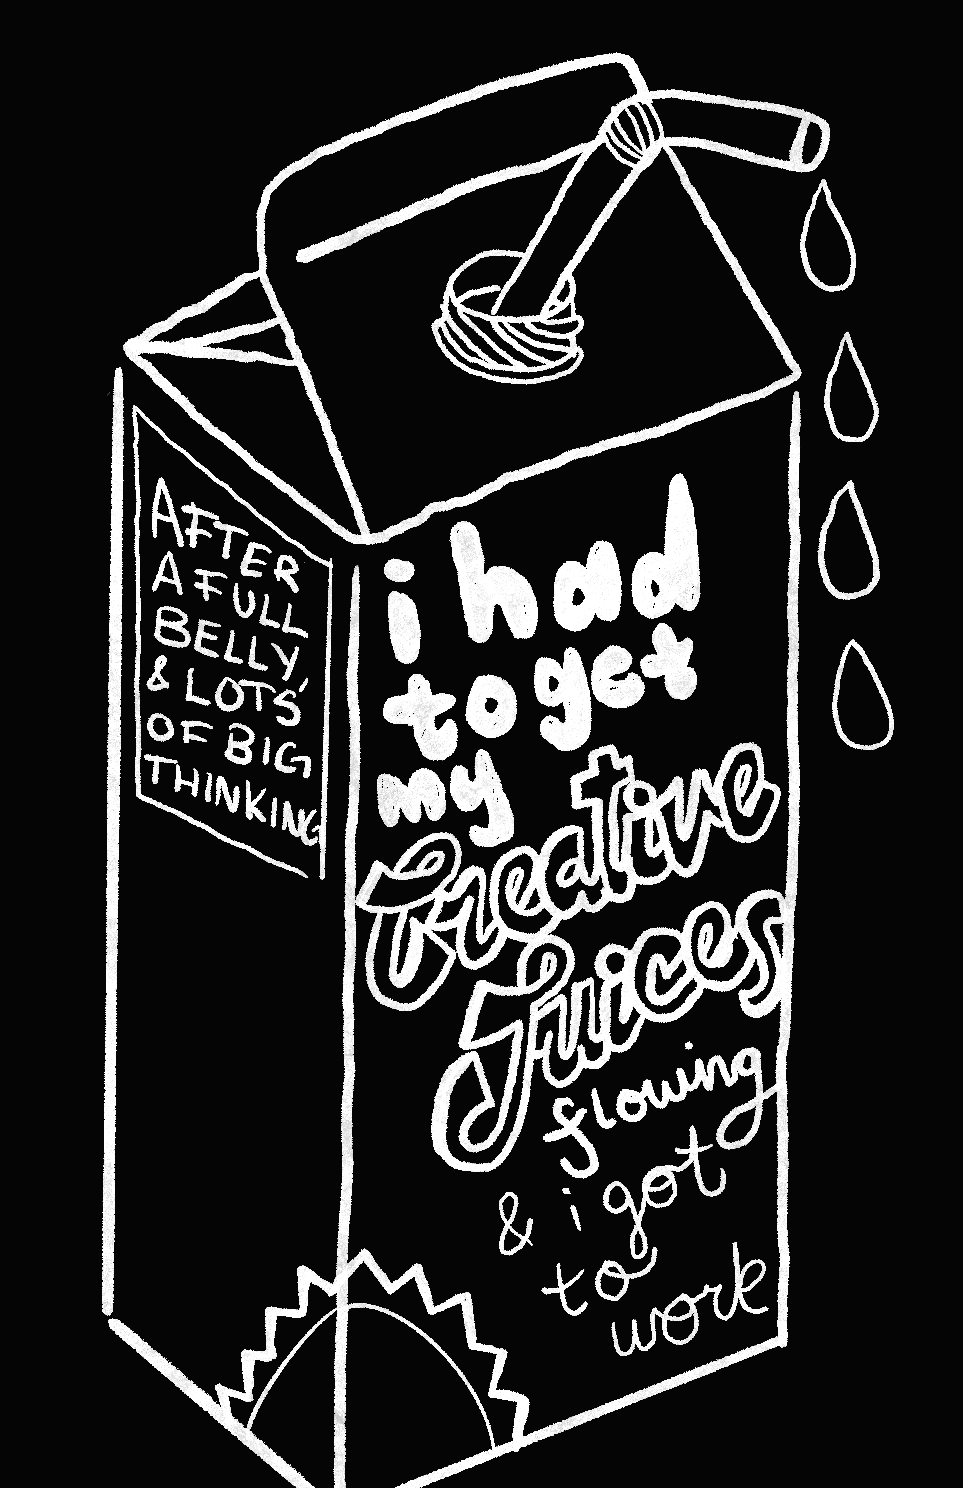 AFTER
A FULL
BELLY,
& LOTS
OF BIG
THINKING
i had
to get
my
Creative
Juices
flowing
& i got
to
work